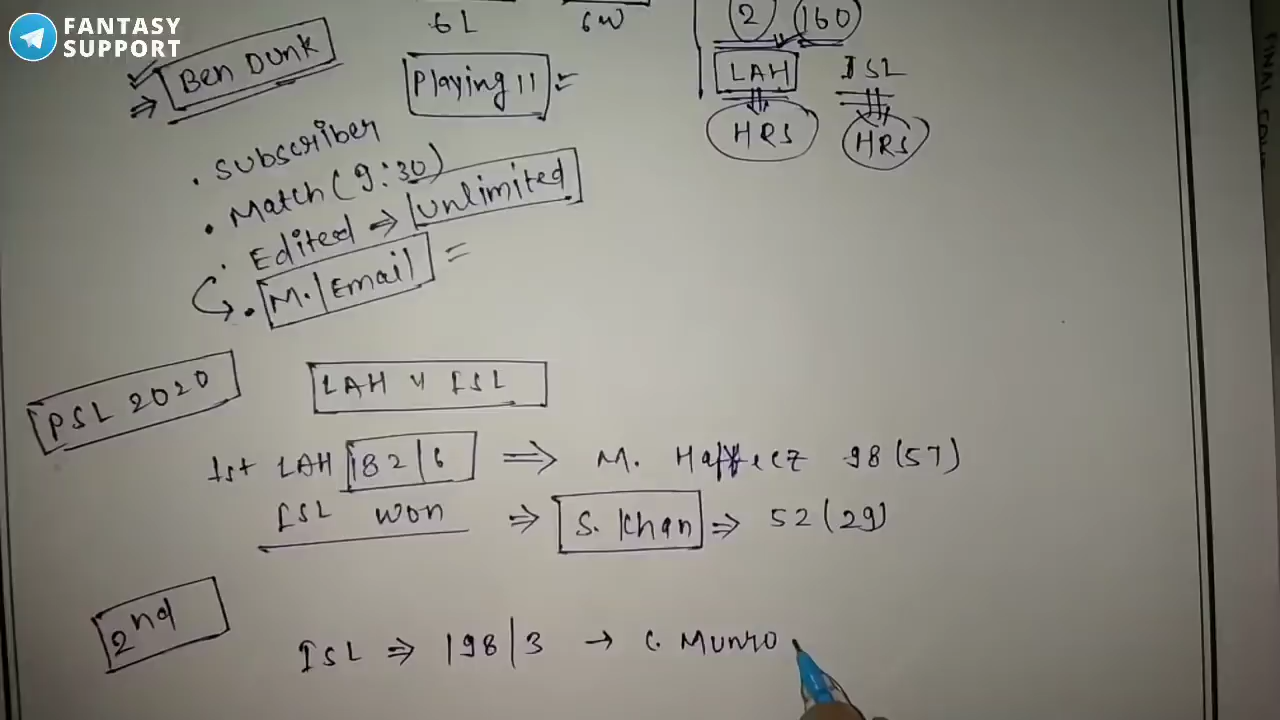 FANTASY
SUPPORT
6L 6W
2 160
Ben Dunk
Playing 11
LAH ISL
HRS HRS
. Subscriber
. Match (9:30)
. Edited ⇒ Unlimited
. M./Email =
PSL 2020
LAH v ISL
1st LAH 182/6 ⇒ M. Hafeez 98 (57)
ISL won ⇒ S. Khan ⇒ 52 (29)
2nd
ISL ⇒ 198/3 → C. Munro